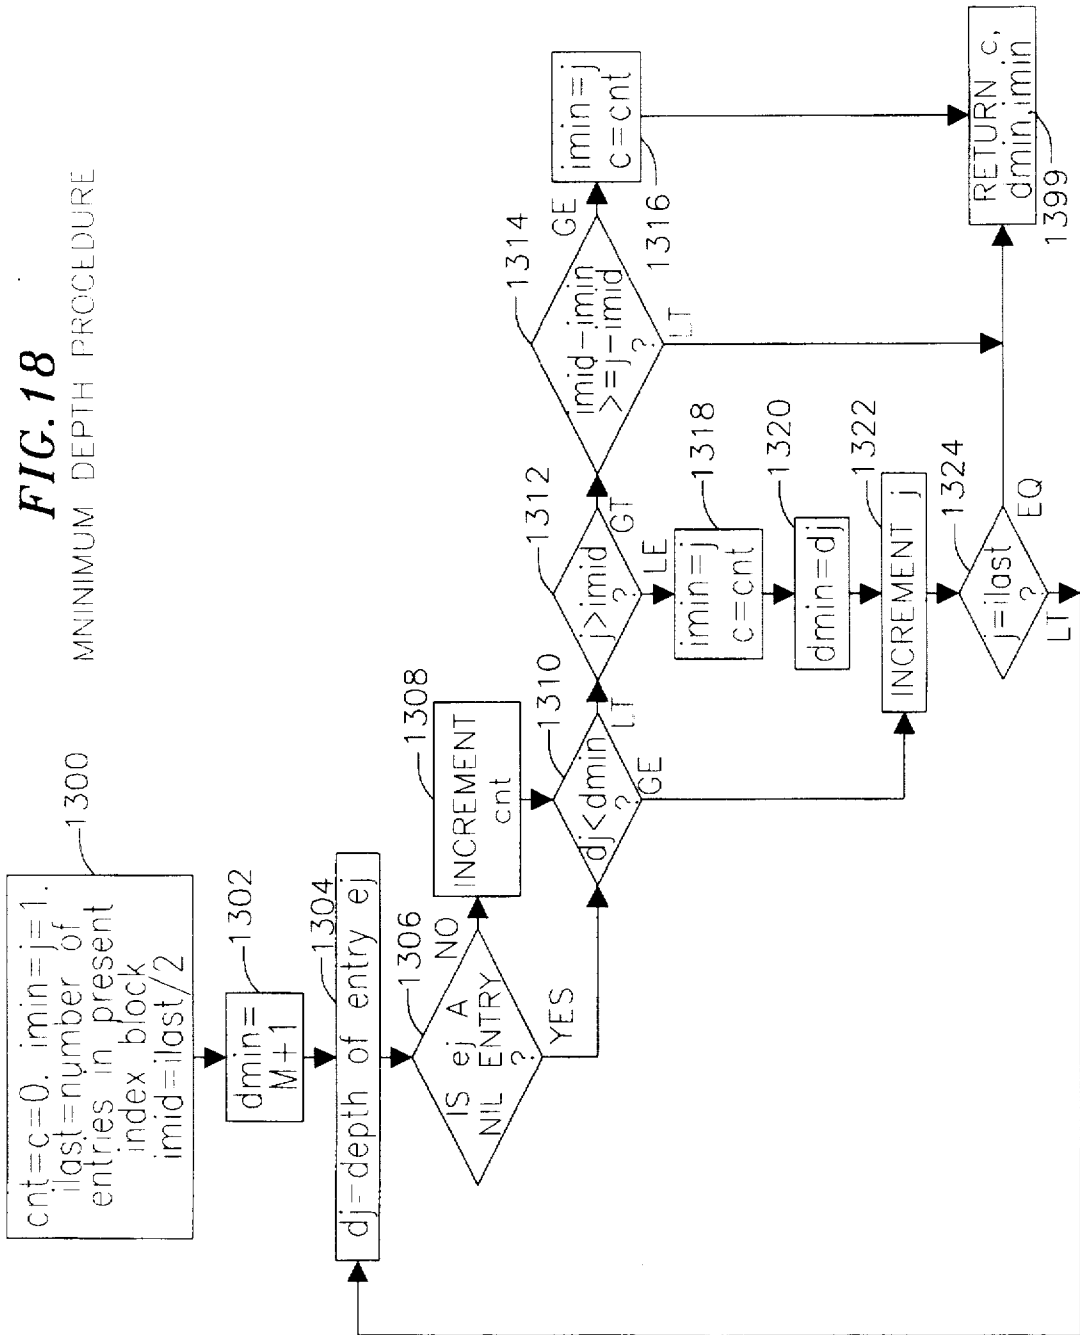 FIG.18
MNINIMUM DEPTH PROCEDURE
cnt=c=0. imin=j=1.
ilast=number of
entries in present
index block
imid=ilast/2
1300
dmin=
M+1
1302
dj=depth of entry ej
1304
IS ej A
NIL ENTRY
?
1306
NO
YES
INCREMENT
cnt
1308
dj<dmin
?
1310
LT
GE
j>imid
?
1312
GT
LE
imid-imin
>=j-imid
?
1314
GE
LT
imin=j
c=cnt
1316
imin=j
c=cnt
1318
dmin=dj
1320
INCREMENT j
1322
j=ilast
?
1324
EQ
LT
RETURN c,
dmin,imin
1399